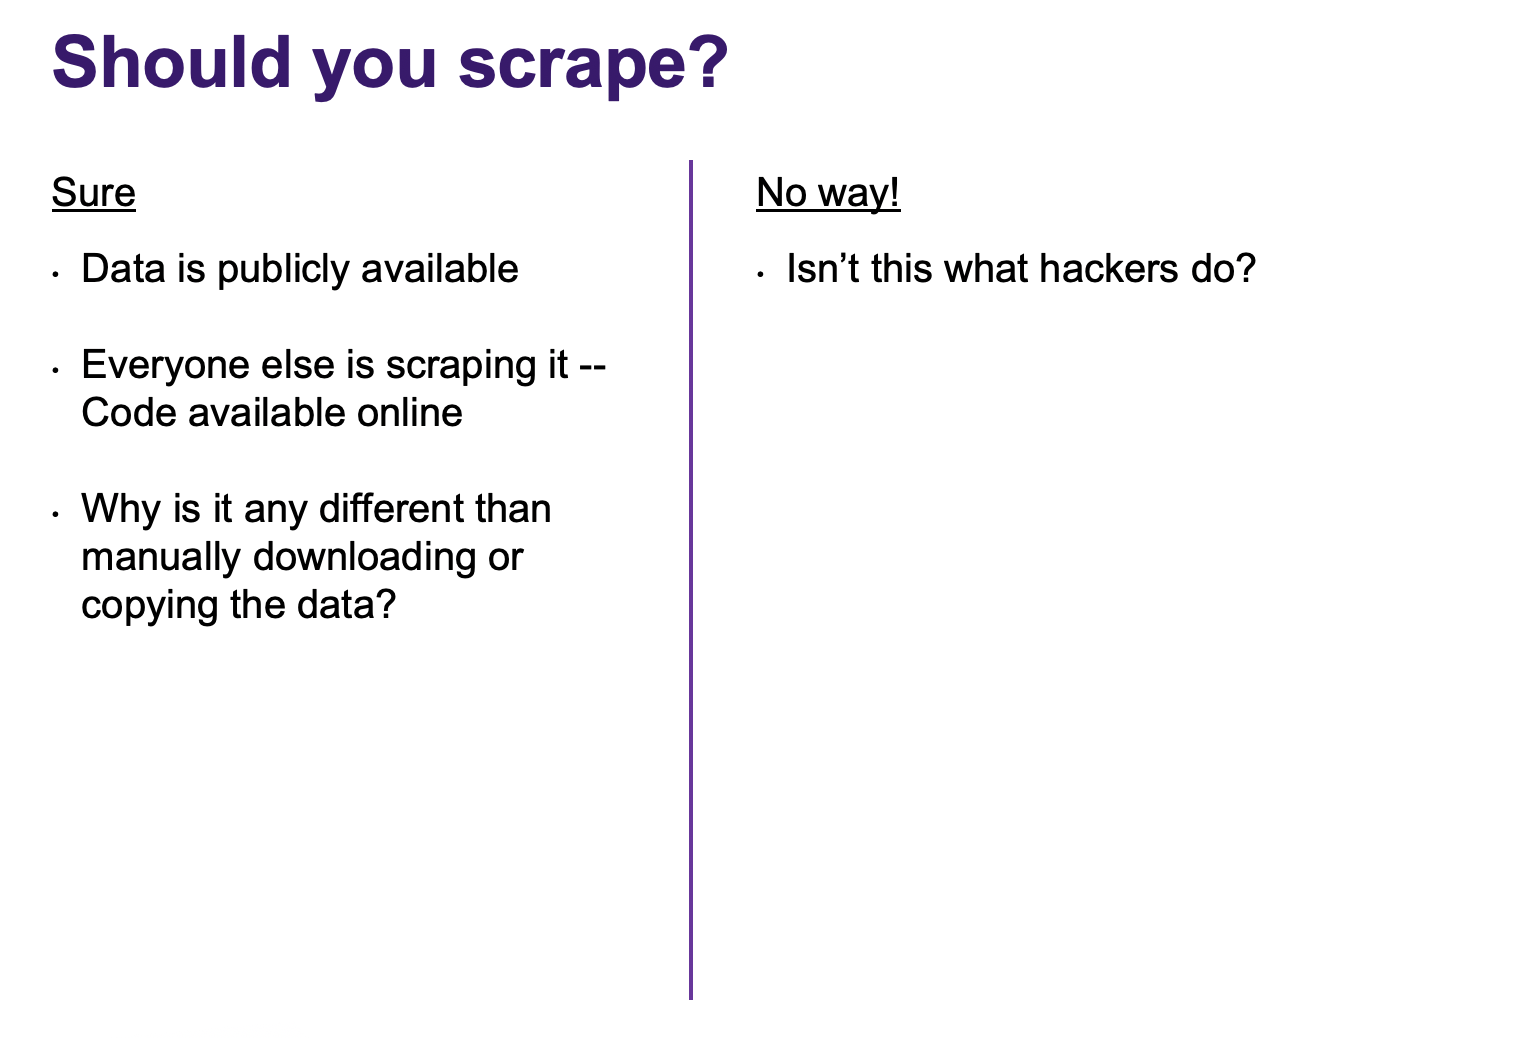 Should you scrape?
Sure
• Data is publicly available
• Everyone else is scraping it --
Code available online
• Why is it any different than
manually downloading or
copying the data?
No way!
• Isn’t this what hackers do?